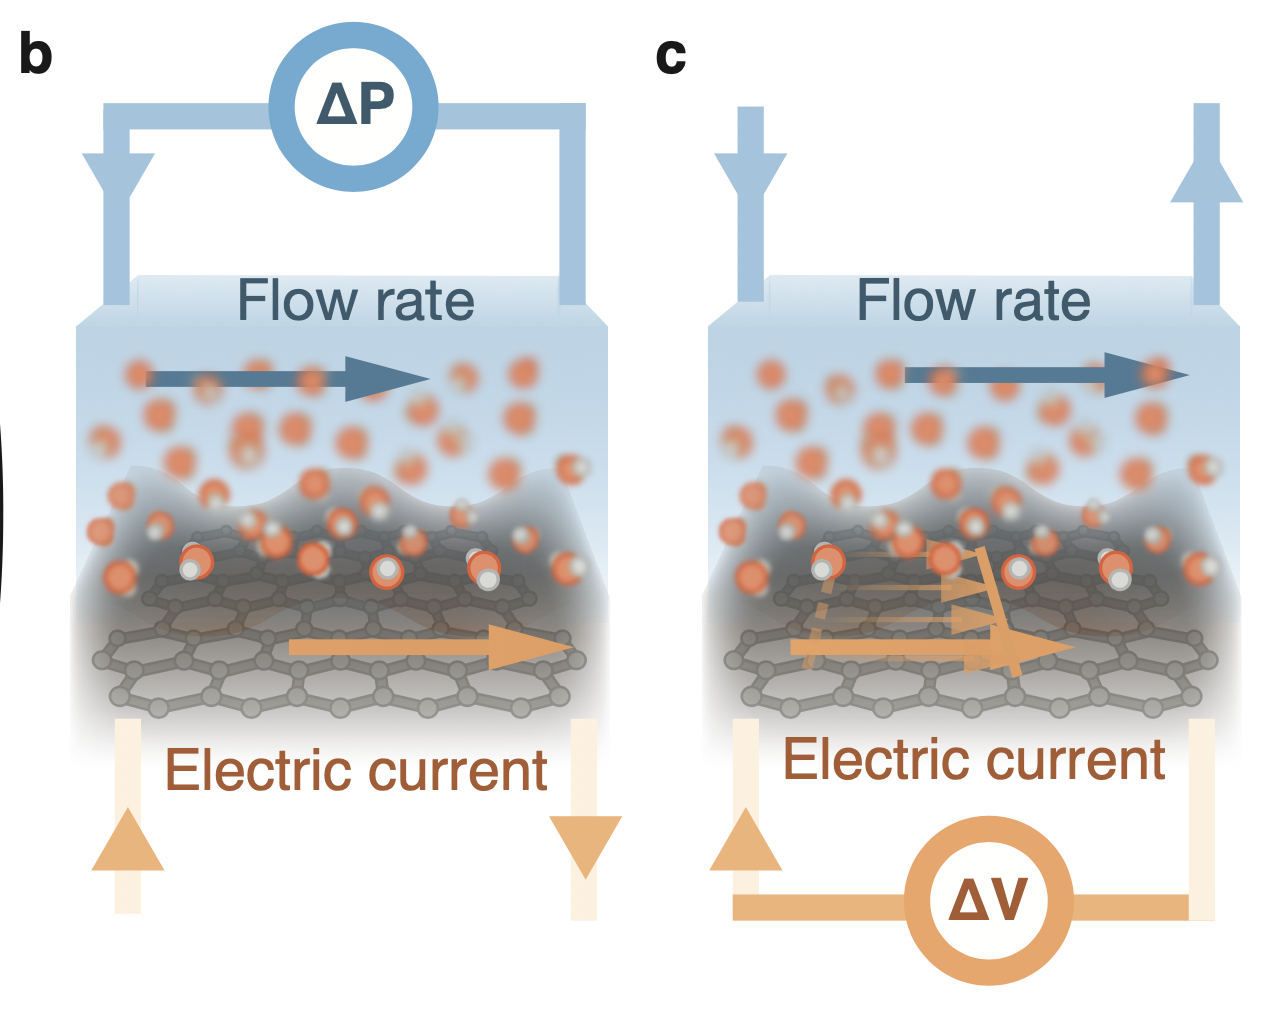 b
ΔP
Flow rate
Electric current
c
Flow rate
Electric current
ΔV